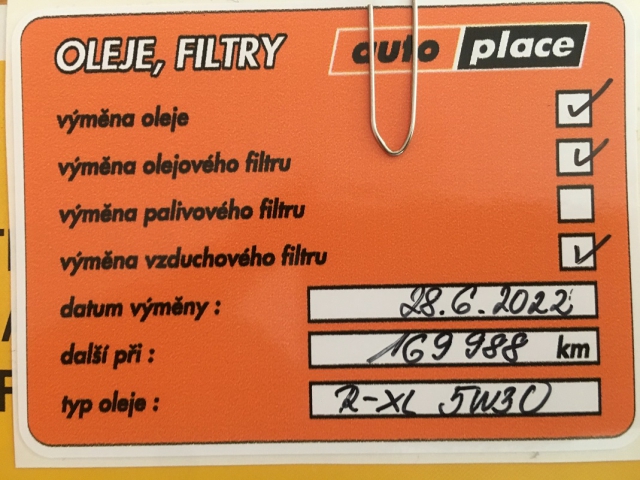 OLEJE, FILTRY auto place
výměna oleje
výměna olejového filtru
výměna palivového filtru
výměna vzduchového filtru
datum výměny : 28.6.2022
další při : 169 988 km
typ oleje : R-XL 5W30